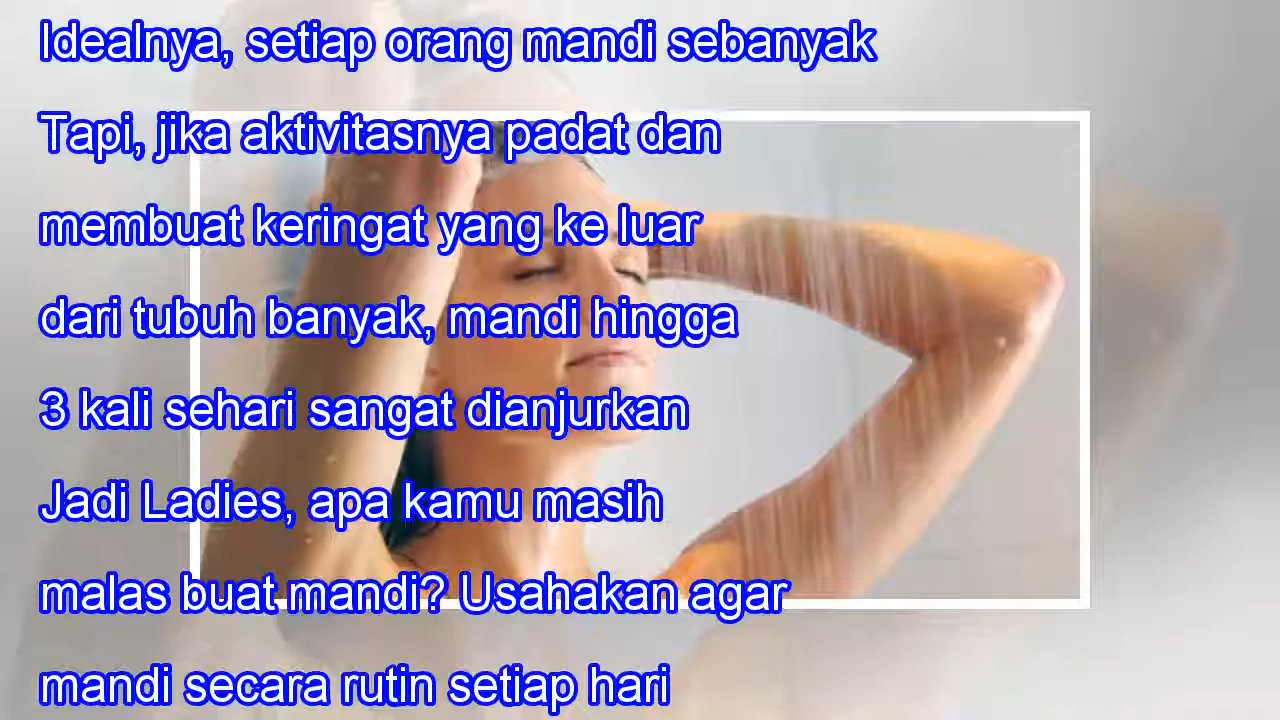 Idealnya, setiap orang mandi sebanyak
Tapi, jika aktivitasnya padat dan
membuat keringat yang ke luar
dari tubuh banyak, mandi hingga
3 kali sehari sangat dianjurkan
Jadi Ladies, apa kamu masih
malas buat mandi? Usahakan agar
mandi secara rutin setiap hari